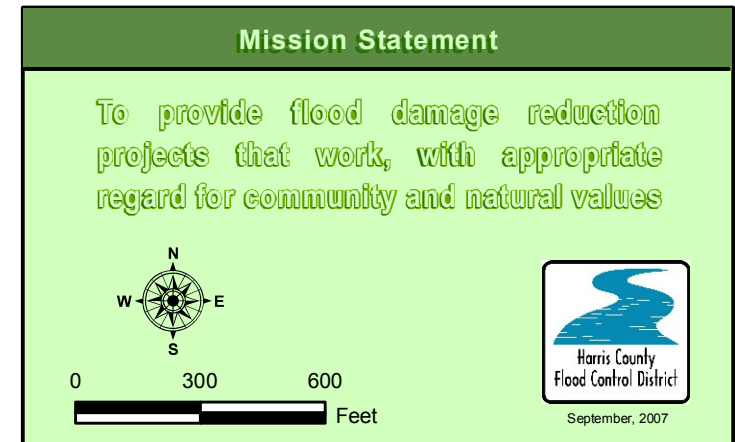 Mission Statement
To provide flood damage reduction
projects that work, with appropriate
regard for community and natural values
N
W E
S
0 300 600
Feet
Harris County
Flood Control District
September, 2007